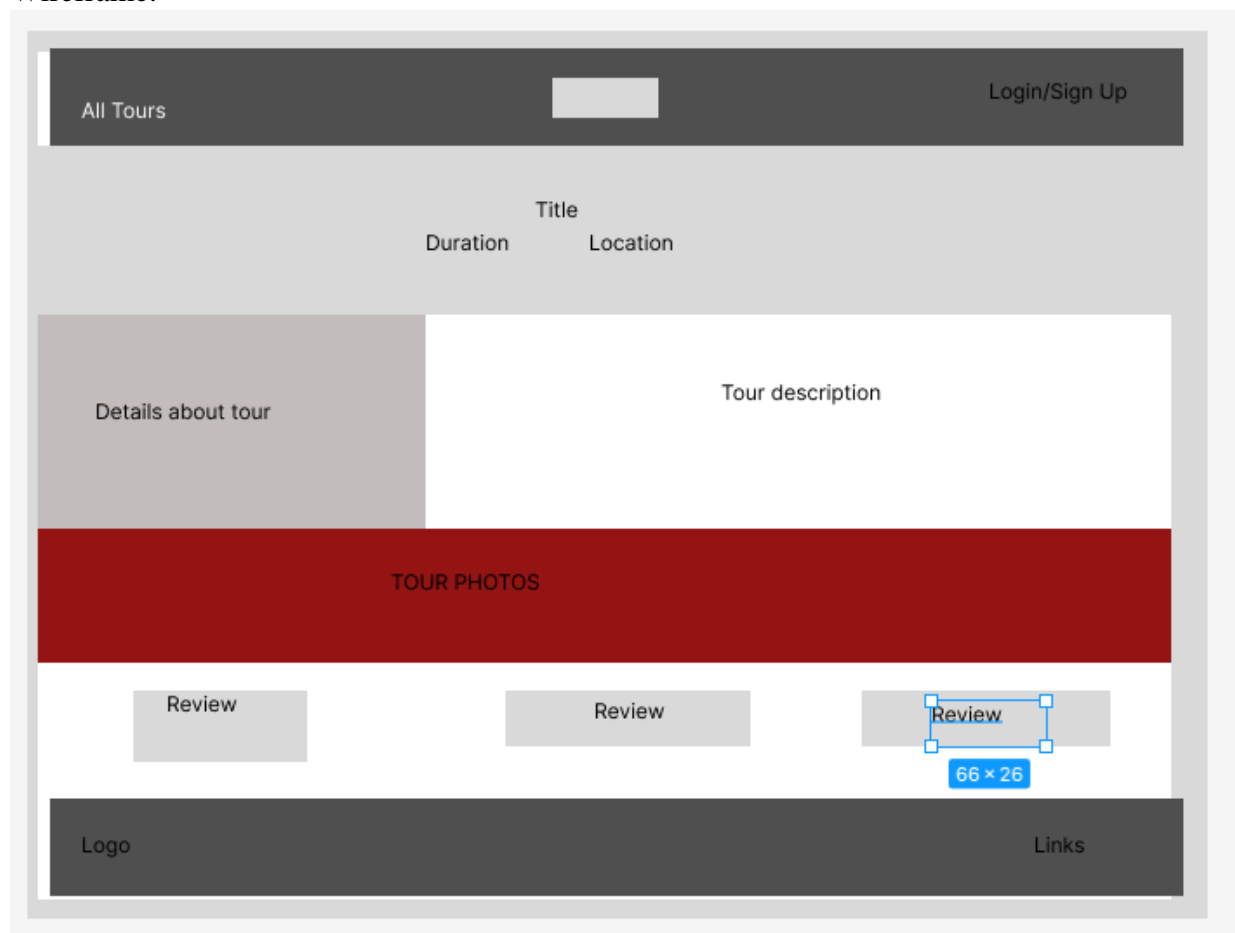 All Tours
Login/Sign Up
Title
Duration Location
Details about tour
Tour description
TOUR PHOTOS
Review
Review
Review
66 × 26
Logo
Links